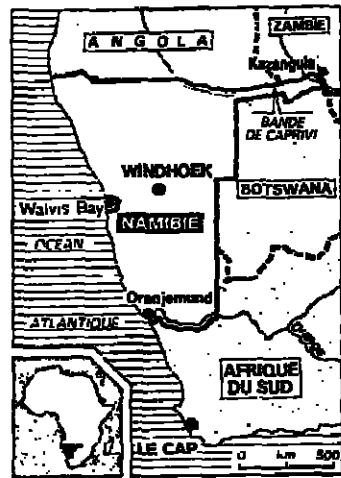 ZAMBIE
ANGOLA
Kazangula
BANDE
DE CAPRIVI
WINDHOEK
BOTSWANA
Walvis Bay
NAMIBIE
OCEAN
Oranjemund
ATLANTIQUE
AFRIQUE
DU SUD
LE CAP
0 km 500